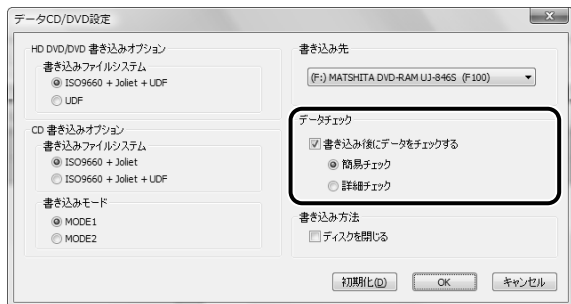 データCD/DVD設定
HD DVD/DVD 書き込みオプション
書き込みファイルシステム
ISO9660 + Joliet + UDF
UDF
CD 書き込みオプション
書き込みファイルシステム
ISO9660 + Joliet
ISO9660 + Joliet + UDF
書き込みモード
MODE1
MODE2
書き込み先
(F:) MATSHITA DVD-RAM UJ-846S (F100)
データチェック
書き込み後にデータをチェックする
簡易チェック
詳細チェック
書き込み方法
ディスクを閉じる
初期化(D)
OK
キャンセル